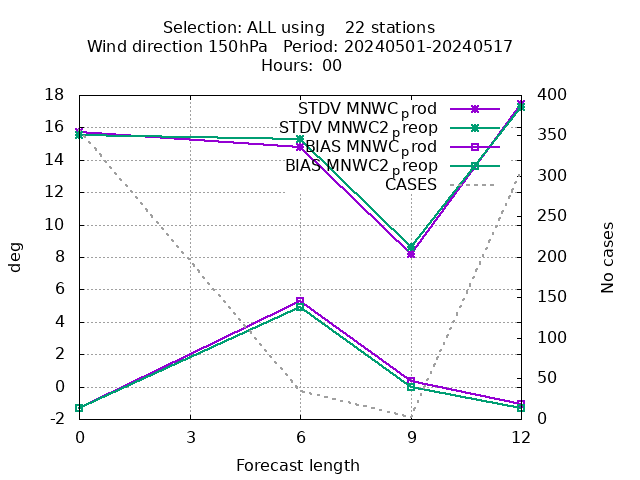 Selection: ALL using    22 stations
Wind direction 150hPa   Period: 20240501-20240517
Hours: 00
STDV MNWC_prod
STDV MNWC2_preop
BIAS MNWC_prod
BIAS MNWC2_preop
CASES
deg
18
16
14
12
10
8
6
4
2
0
-2
400
350
300
250
200
150
100
50
0
No cases
0 3 6 9 12
Forecast length